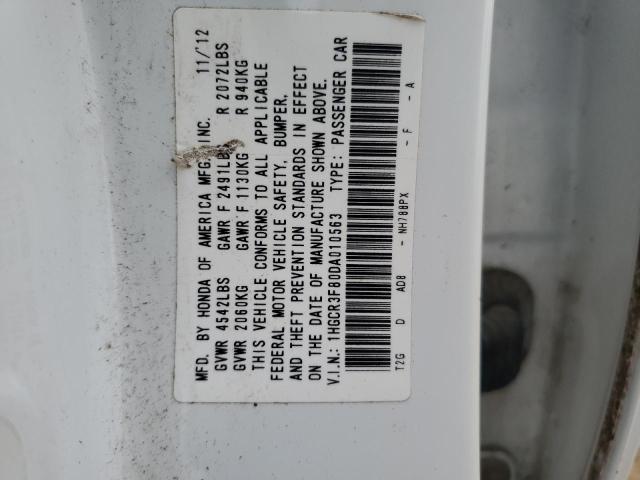 MFD. BY HONDA OF AMERICA MFG., INC. 11/'12
GVWR 4542LBS GAWR F 2491LBS R 2072LBS
GVWR 2060KG GAWR F 1130KG R 940KG
THIS VEHICLE CONFORMS TO ALL APPLICABLE
FEDERAL MOTOR VEHICLE SAFETY, BUMPER,
AND THEFT PREVENTION STANDARDS IN EFFECT
ON THE DATE OF MANUFACTURE SHOWN ABOVE.
V.I.N.: 1HGCR3F80DA010563 TYPE: PASSENGER CAR
T2G D AD8 - NH788PX - F - A